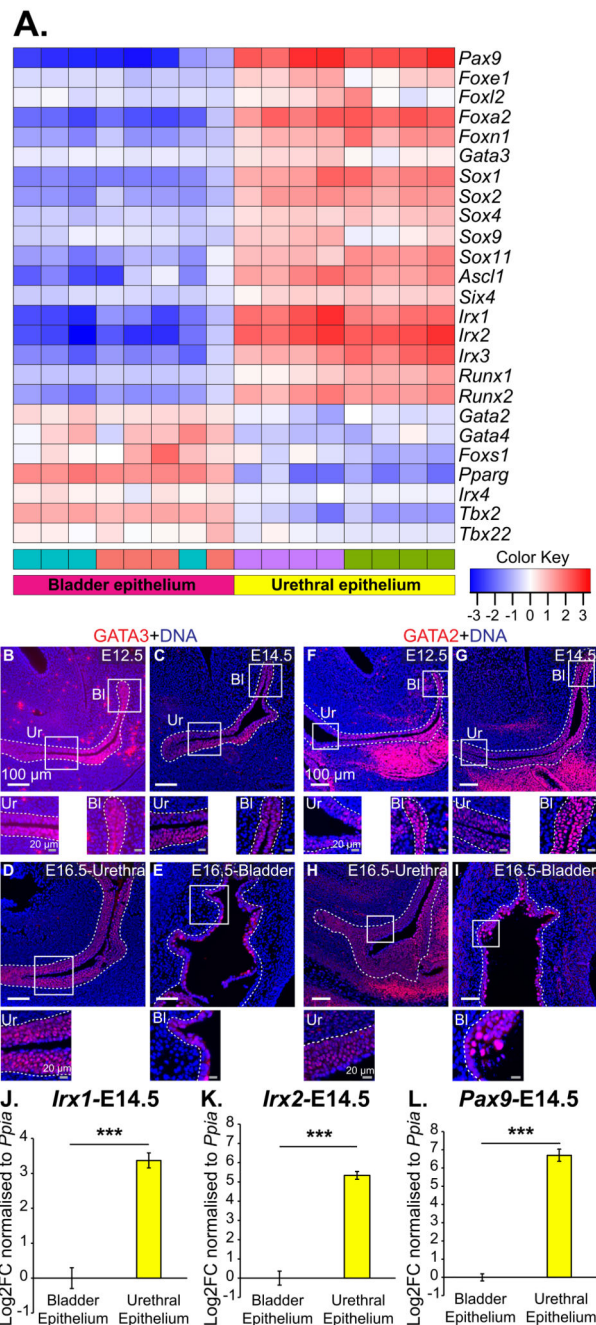 A.
Pax9
Foxe1
Foxl2
Foxa2
Foxn1
Gata3
Sox1
Sox2
Sox4
Sox9
Sox11
Ascl1
Six4
Irx1
Irx2
Irx3
Runx1
Runx2
Gata2
Gata4
Foxs1
Pparg
Irx4
Tbx2
Tbx22
Bladder epithelium
Urethral epithelium
Color Key
-3 -1 0 1 2 3
GATA3+DNA
GATA2+DNA
B E12.5
Bl
Ur
100 µm
C E14.5
Bl
Ur
F E12.5
Bl
Ur
100 µm
G E14.5
Bl
Ur
Ur
20 µm
Bl
Ur
Bl
Ur
20 µm
Bl
Ur
Bl
D E16.5-Urethra
E E16.5-Bladder
H E16.5-Urethra
I E16.5-Bladder
Ur
20 µm
Bl
Ur
20 µm
Bl
J. Irx1-E14.5
Log2FC normalised to Ppia
4
3
2
1
0
-1
***
Bladder Epithelium
Urethral Epithelium
K. Irx2-E14.5
Log2FC normalised to Ppia
8
7
6
5
4
3
2
1
0
-1
***
Bladder Epithelium
Urethral Epithelium
L. Pax9-E14.5
Log2FC normalised to Ppia
8
7
6
5
4
3
2
1
0
-1
***
Bladder Epithelium
Urethral Epithelium